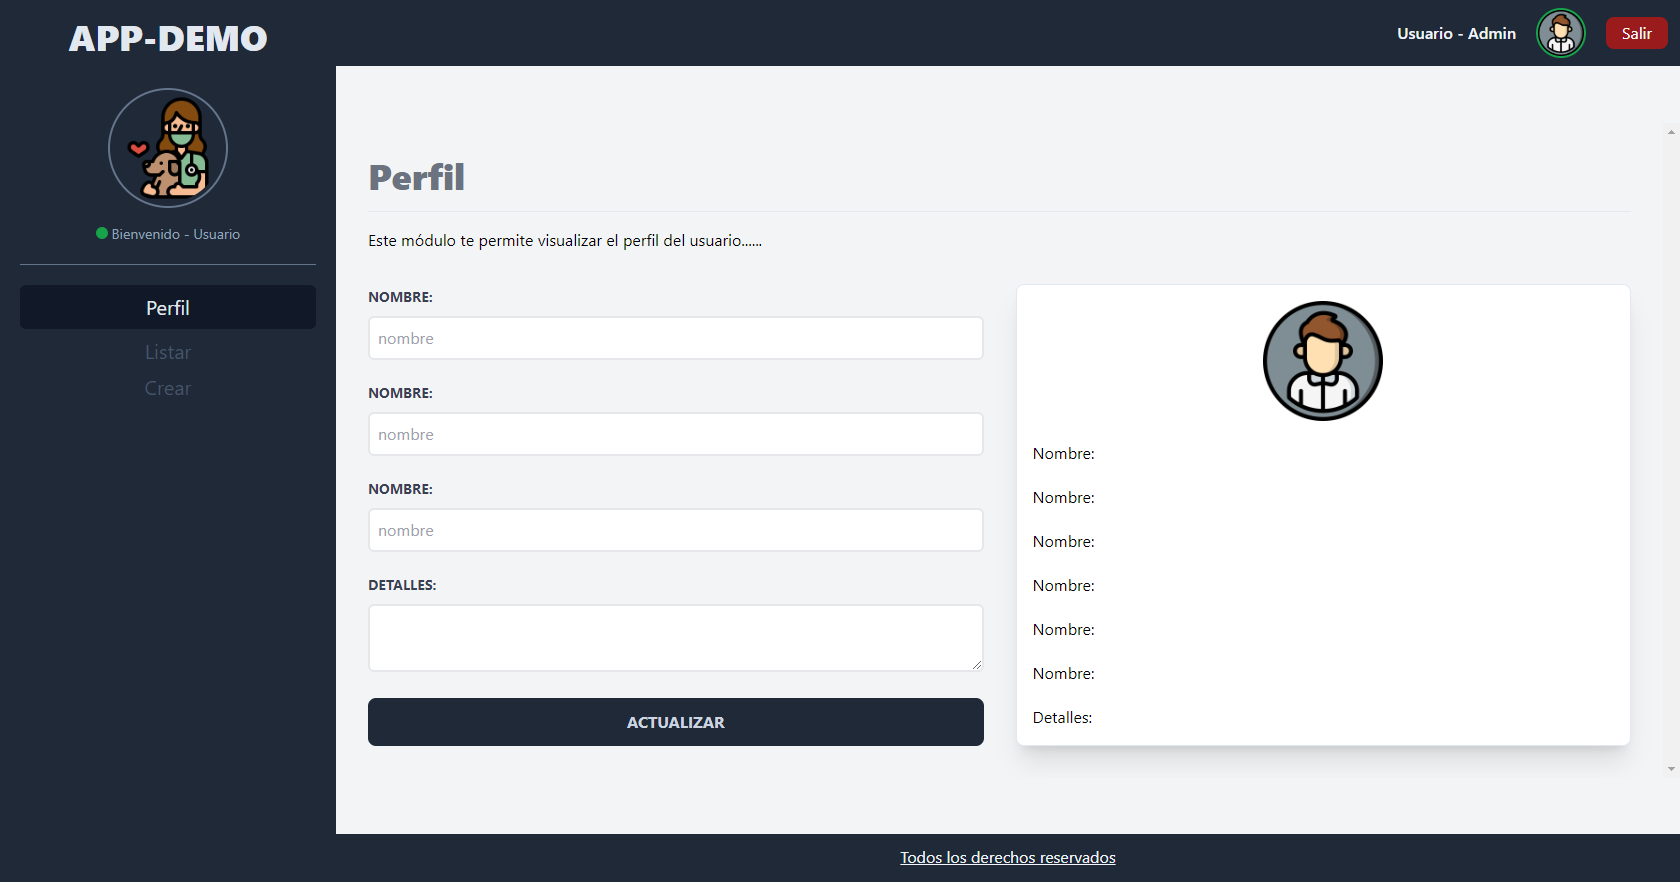 APP-DEMO
Usuario - Admin
Salir
Bienvenido - Usuario
Perfil
Listar
Crear
Perfil
Este módulo te permite visualizar el perfil del usuario......
NOMBRE:
nombre
NOMBRE:
nombre
NOMBRE:
nombre
DETALLES:
ACTUALIZAR
Nombre:
Nombre:
Nombre:
Nombre:
Nombre:
Nombre:
Detalles:
Todos los derechos reservados